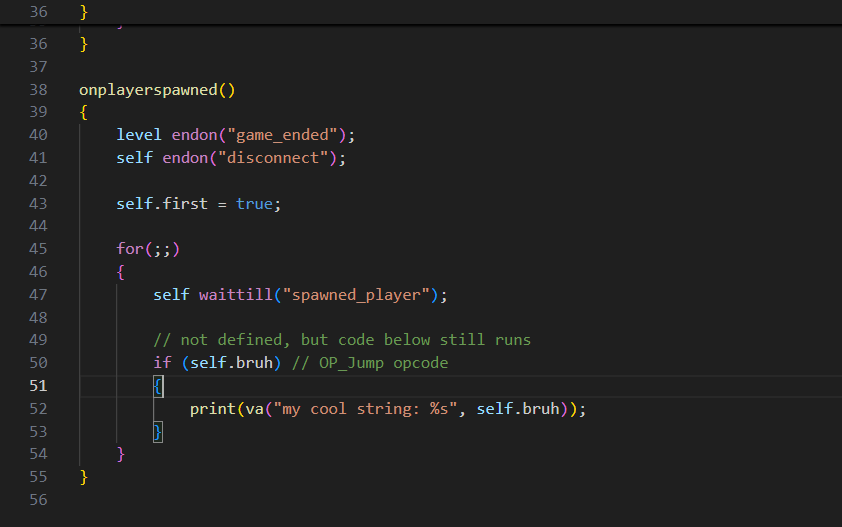 36 }
36 }
37
38 onplayerspawned()
39 {
40 level endon("game_ended");
41 self endon("disconnect");
42
43 self.first = true;
44
45 for(;;)
46 {
47 self waittill("spawned_player");
48
49 // not defined, but code below still runs
50 if (self.bruh) // OP_Jump opcode
51 {
52 print(va("my cool string: %s", self.bruh));
53 }
54 }
55 }
56